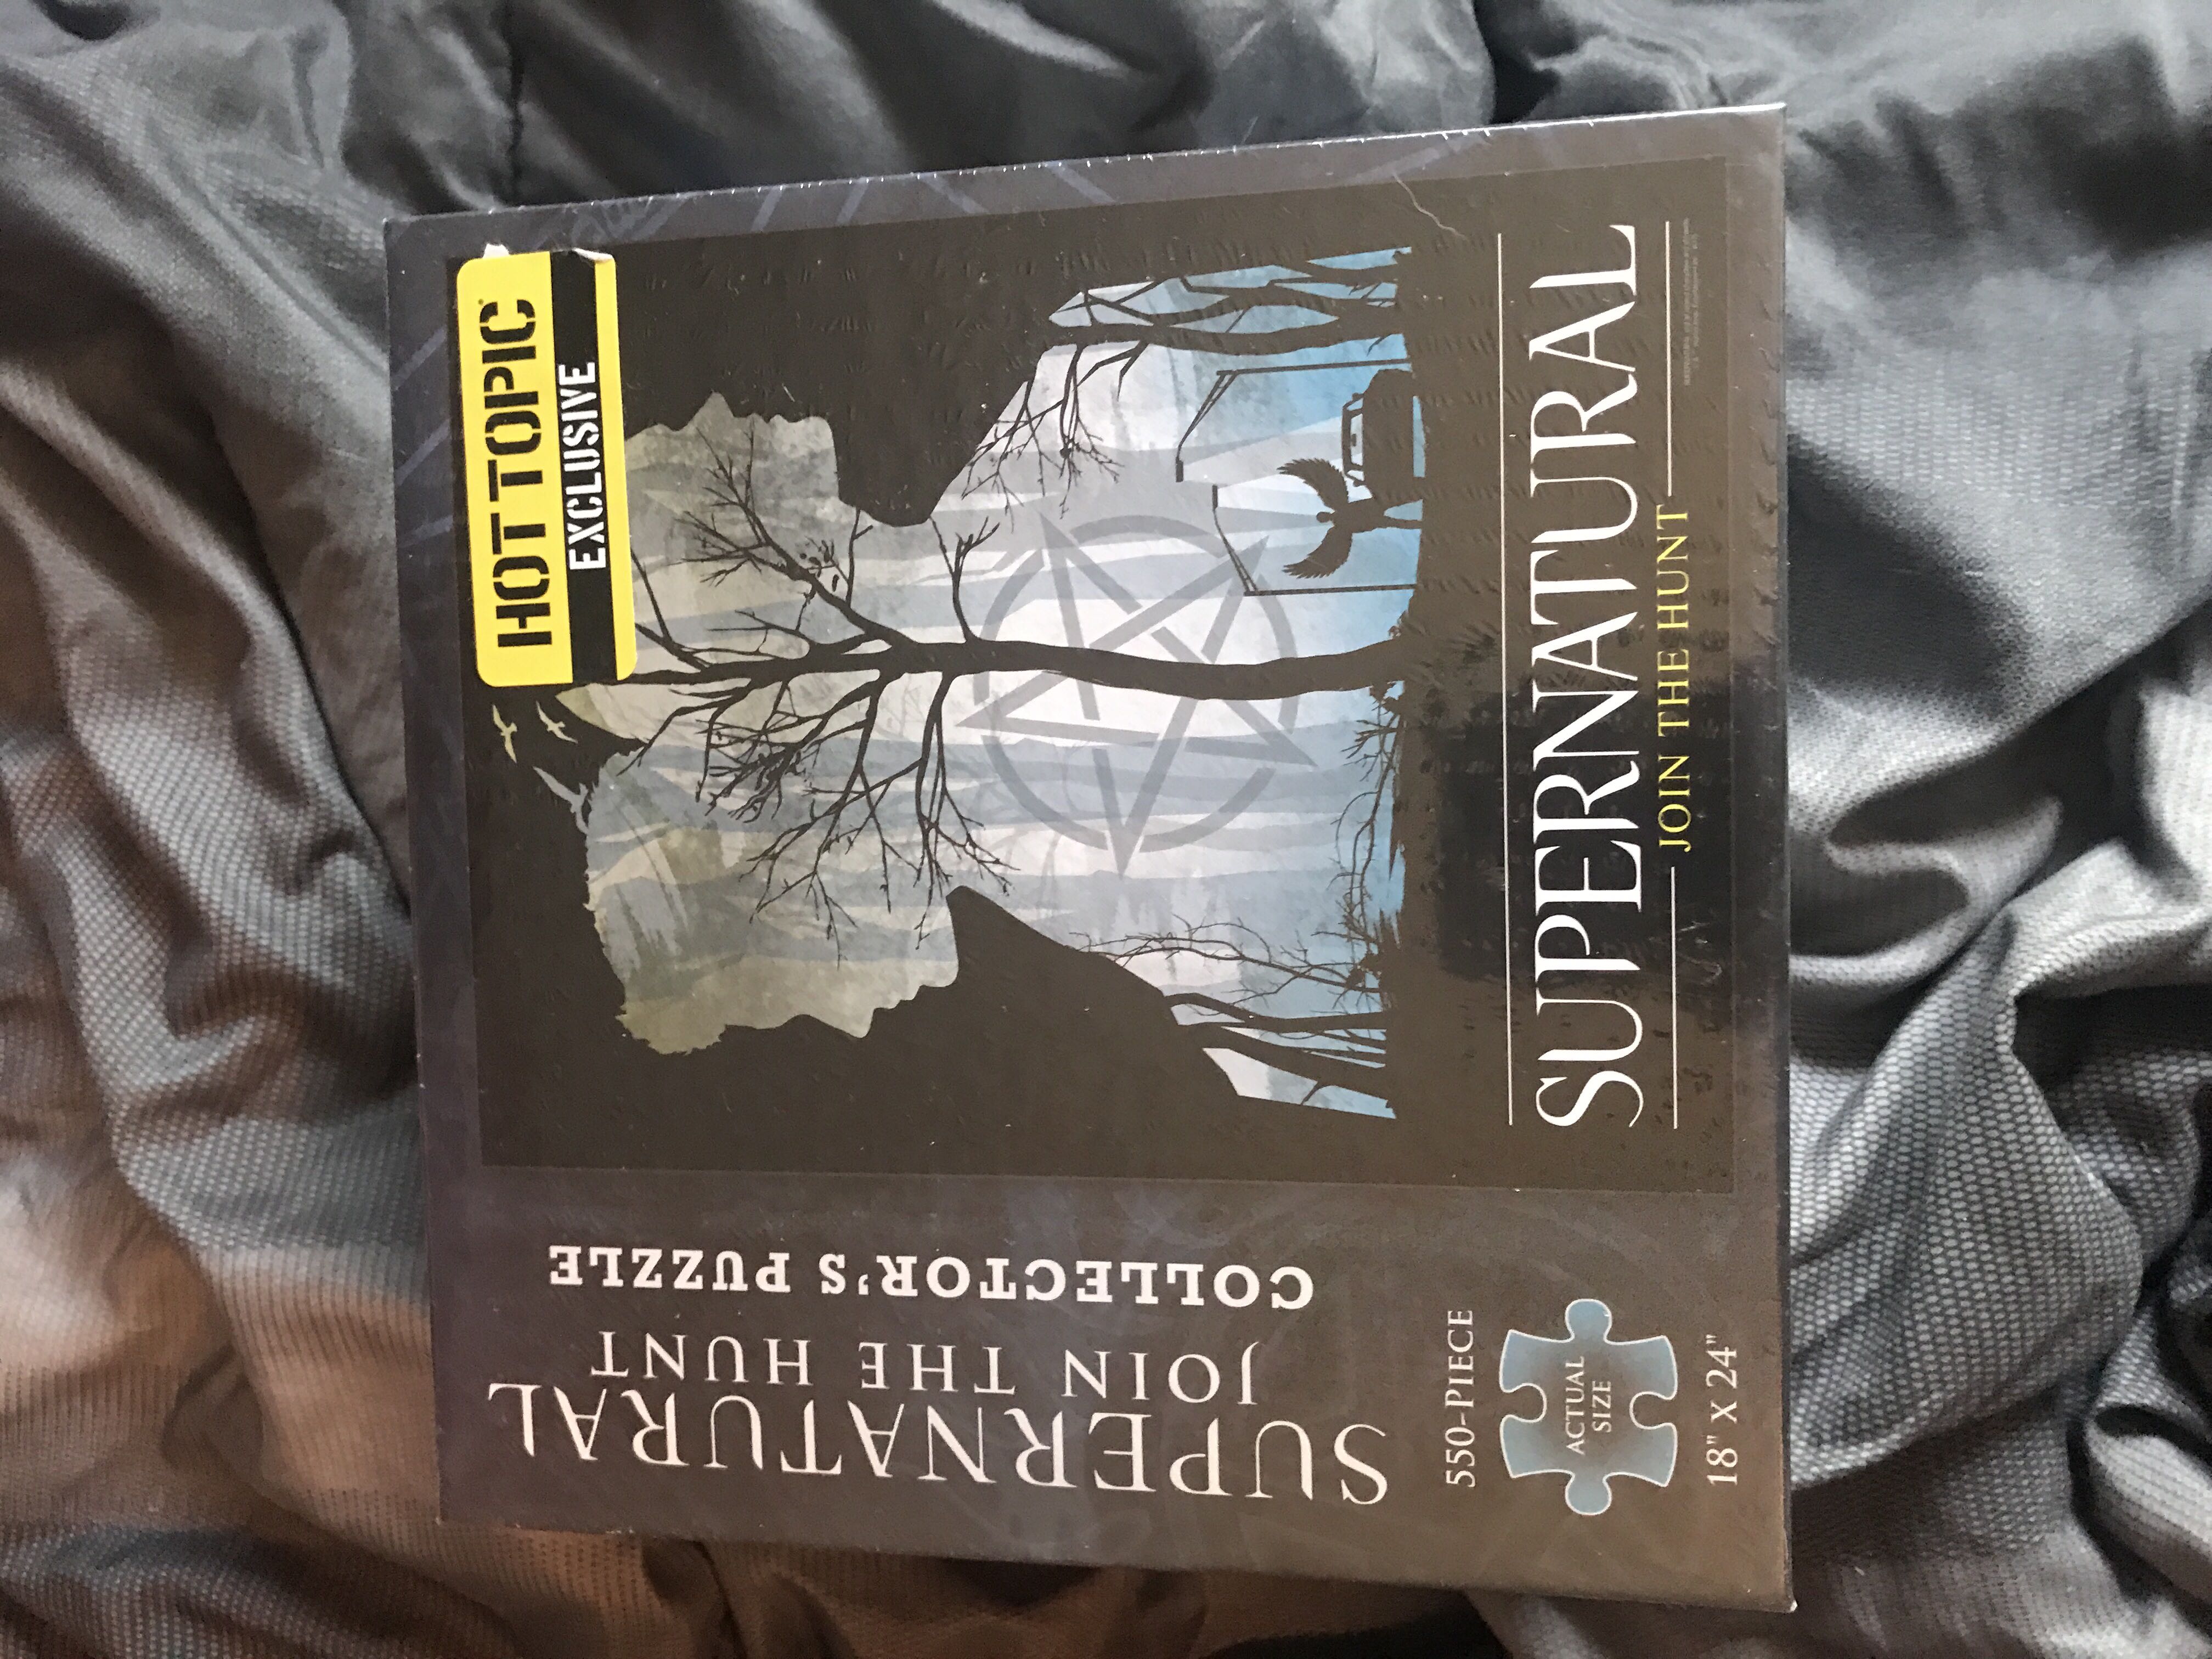 HOT TOPIC
EXCLUSIVE
SUPERNATURAL
JOIN THE HUNT
SUPERNATURAL
JOIN THE HUNT
COLLECTOR'S PUZZLE
550-PIECE
ACTUAL
SIZE
18" X 24"